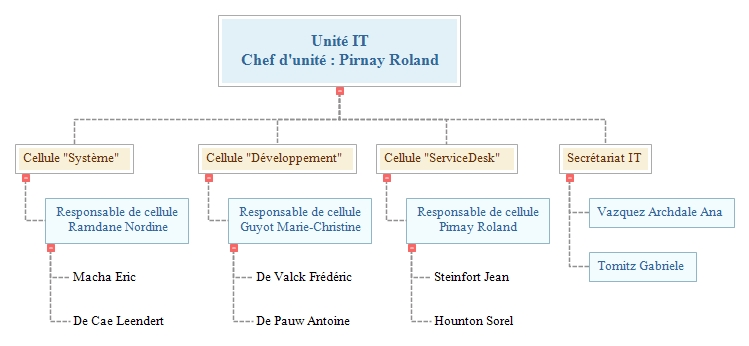 Unité IT
Chef d'unité : Pirnay Roland
Cellule "Système"
Cellule "Développement"
Cellule "ServiceDesk"
Secrétariat IT
Responsable de cellule
Ramdane Nordine
Responsable de cellule
Guyot Marie-Christine
Responsable de cellule
Pirnay Roland
Vazquez Archdale Ana
Tomitz Gabriele
Macha Eric
De Valck Frédéric
Steinfort Jean
De Cae Leendert
De Pauw Antoine
Hounton Sorel